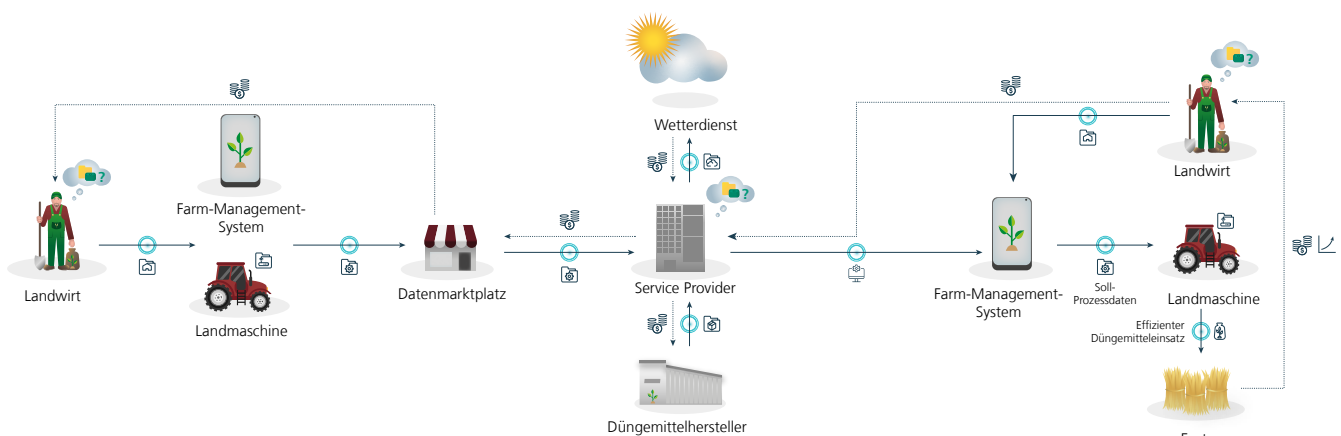 Wetterdienst
Landwirt
Farm-Management-
System
Landwirt
Datenmarktplatz
Service Provider
Landmaschine
Farm-Management-
System
Soll-
Prozessdaten
Landmaschine
Effizienter
Düngemitteleinsatz
Düngemittelhersteller